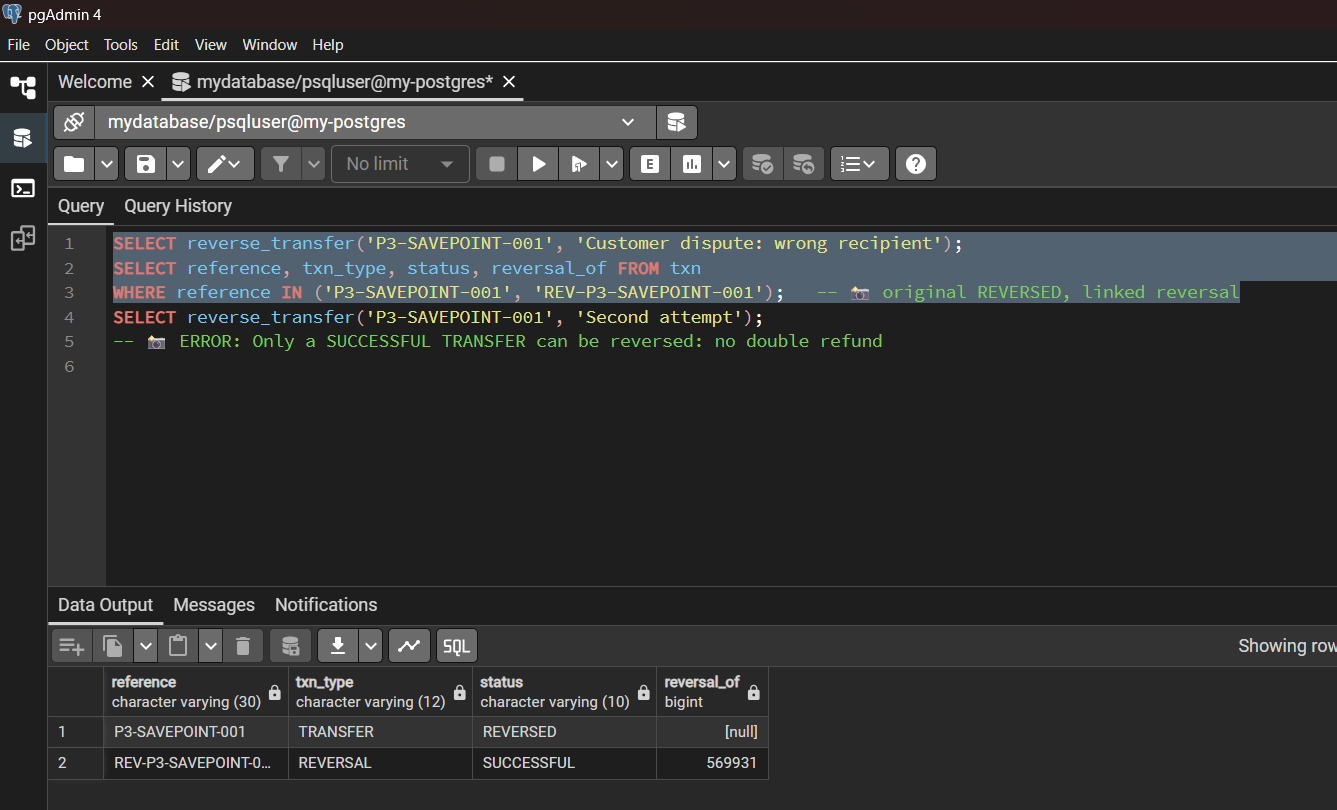 pgAdmin 4
File Object Tools Edit View Window Help
Welcome mydatabase/psqluser@my-postgres*
mydatabase/psqluser@my-postgres
No limit E
Query Query History
1 SELECT reverse_transfer('P3-SAVEPOINT-001', 'Customer dispute: wrong recipient');
2 SELECT reference, txn_type, status, reversal_of FROM txn
3 WHERE reference IN ('P3-SAVEPOINT-001', 'REV-P3-SAVEPOINT-001'); -- 📸 original REVERSED, linked reversal
4 SELECT reverse_transfer('P3-SAVEPOINT-001', 'Second attempt');
5 -- 📸 ERROR: Only a SUCCESSFUL TRANSFER can be reversed: no double refund
6
Data Output Messages Notifications
SQL Showing row
reference txn_type status reversal_of
character varying (30) character varying (12) character varying (10) bigint
1 P3-SAVEPOINT-001 TRANSFER REVERSED [null]
2 REV-P3-SAVEPOINT-0... REVERSAL SUCCESSFUL 569931